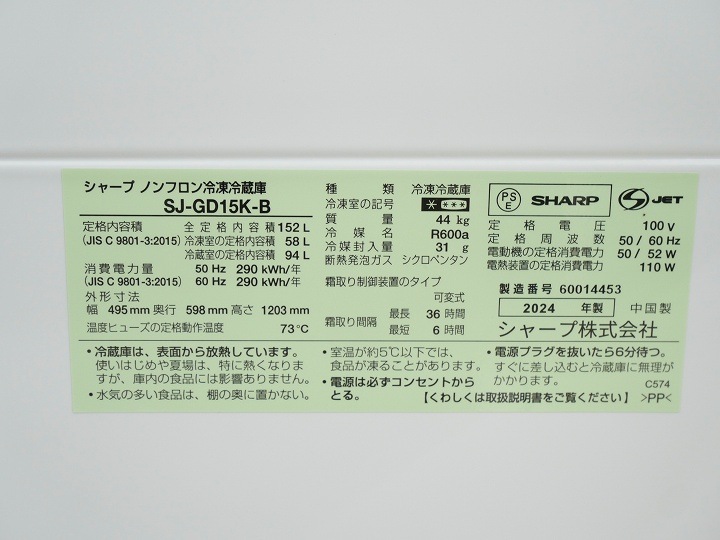 シャープ ノンフロン冷凍冷蔵庫
SJ-GD15K-B
定格内容積 全定格内容積 152 L
(JIS C 9801-3:2015) 冷凍室の定格内容積 58 L
冷蔵室の定格内容積 94 L
消費電力量 50 Hz 290 kWh/年
(JIS C 9801-3:2015) 60 Hz 290 kWh/年
外形寸法
幅 495 mm 奥行 598 mm 高さ 1203 mm
温度ヒューズの定格動作温度 73℃
種類 冷凍冷蔵庫
冷凍室の記号 * ***
質量 44 kg
冷媒名 R600a
冷媒封入量 31 g
断熱発泡ガス シクロペンタン
霜取り制御装置のタイプ
可変式
霜取り間隔 最長 36 時間
最短 6 時間
PS E SHARP S JET
定格電圧 100 V
定格周波数 50 / 60 Hz
電動機の定格消費電力 50 / 52 W
電熱装置の定格消費電力 110 W
製造番号 60014453
2024 年製 中国製
シャープ株式会社
・冷蔵庫は、表面から放熱しています。
使いはじめや夏場は、特に熱くなりま
すが、庫内の食品には影響ありません。
・水気の多い食品は、棚の奥に置かない。
・室温が約5℃以下では、
食品が凍ることがあります。
・電源は必ずコンセントから
とる。
・電源プラグを抜いたら6分待つ。
すぐに差し込むと冷蔵庫に無理が
かかります。 C574
【くわしくは取扱説明書をご覧ください】 >PP<